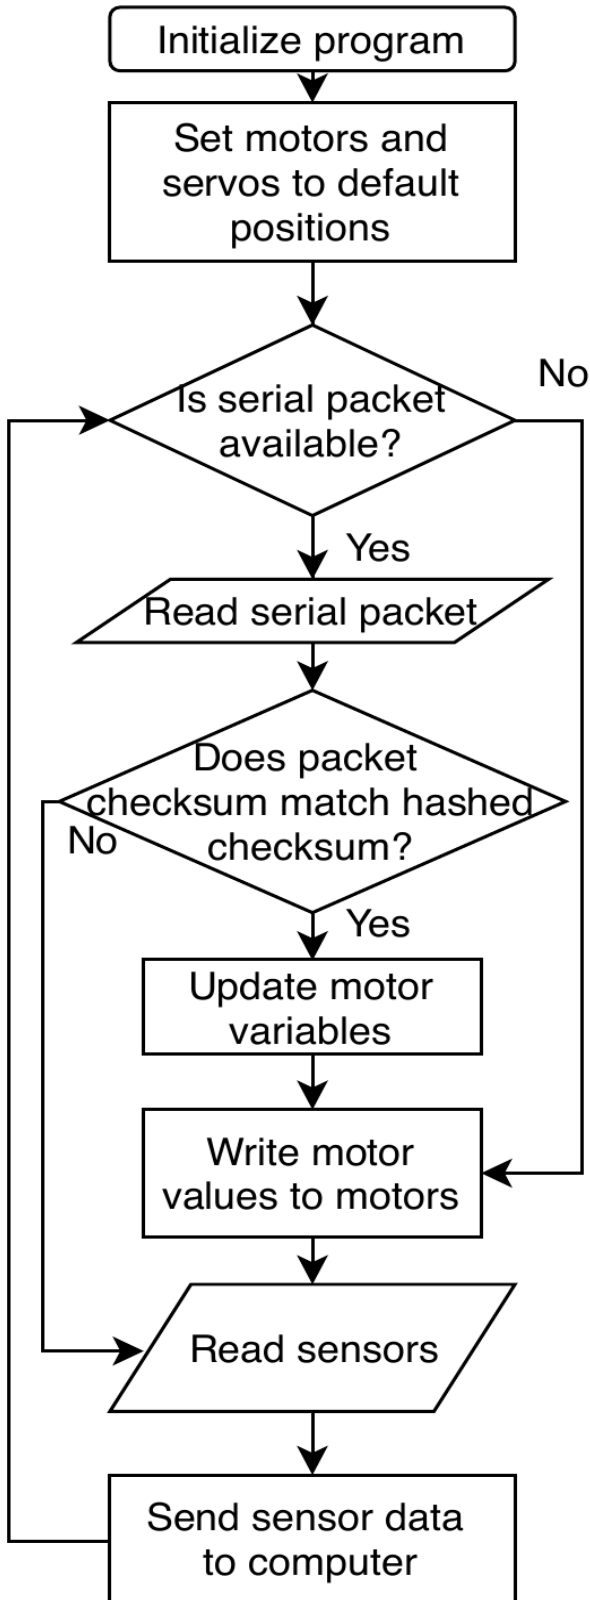 Initialize program
Set motors and
servos to default
positions
No
Is serial packet
available?
Yes
Read serial packet
Does packet
checksum match hashed
checksum?
No
Yes
Update motor
variables
Write motor
values to motors
Read sensors
Send sensor data
to computer